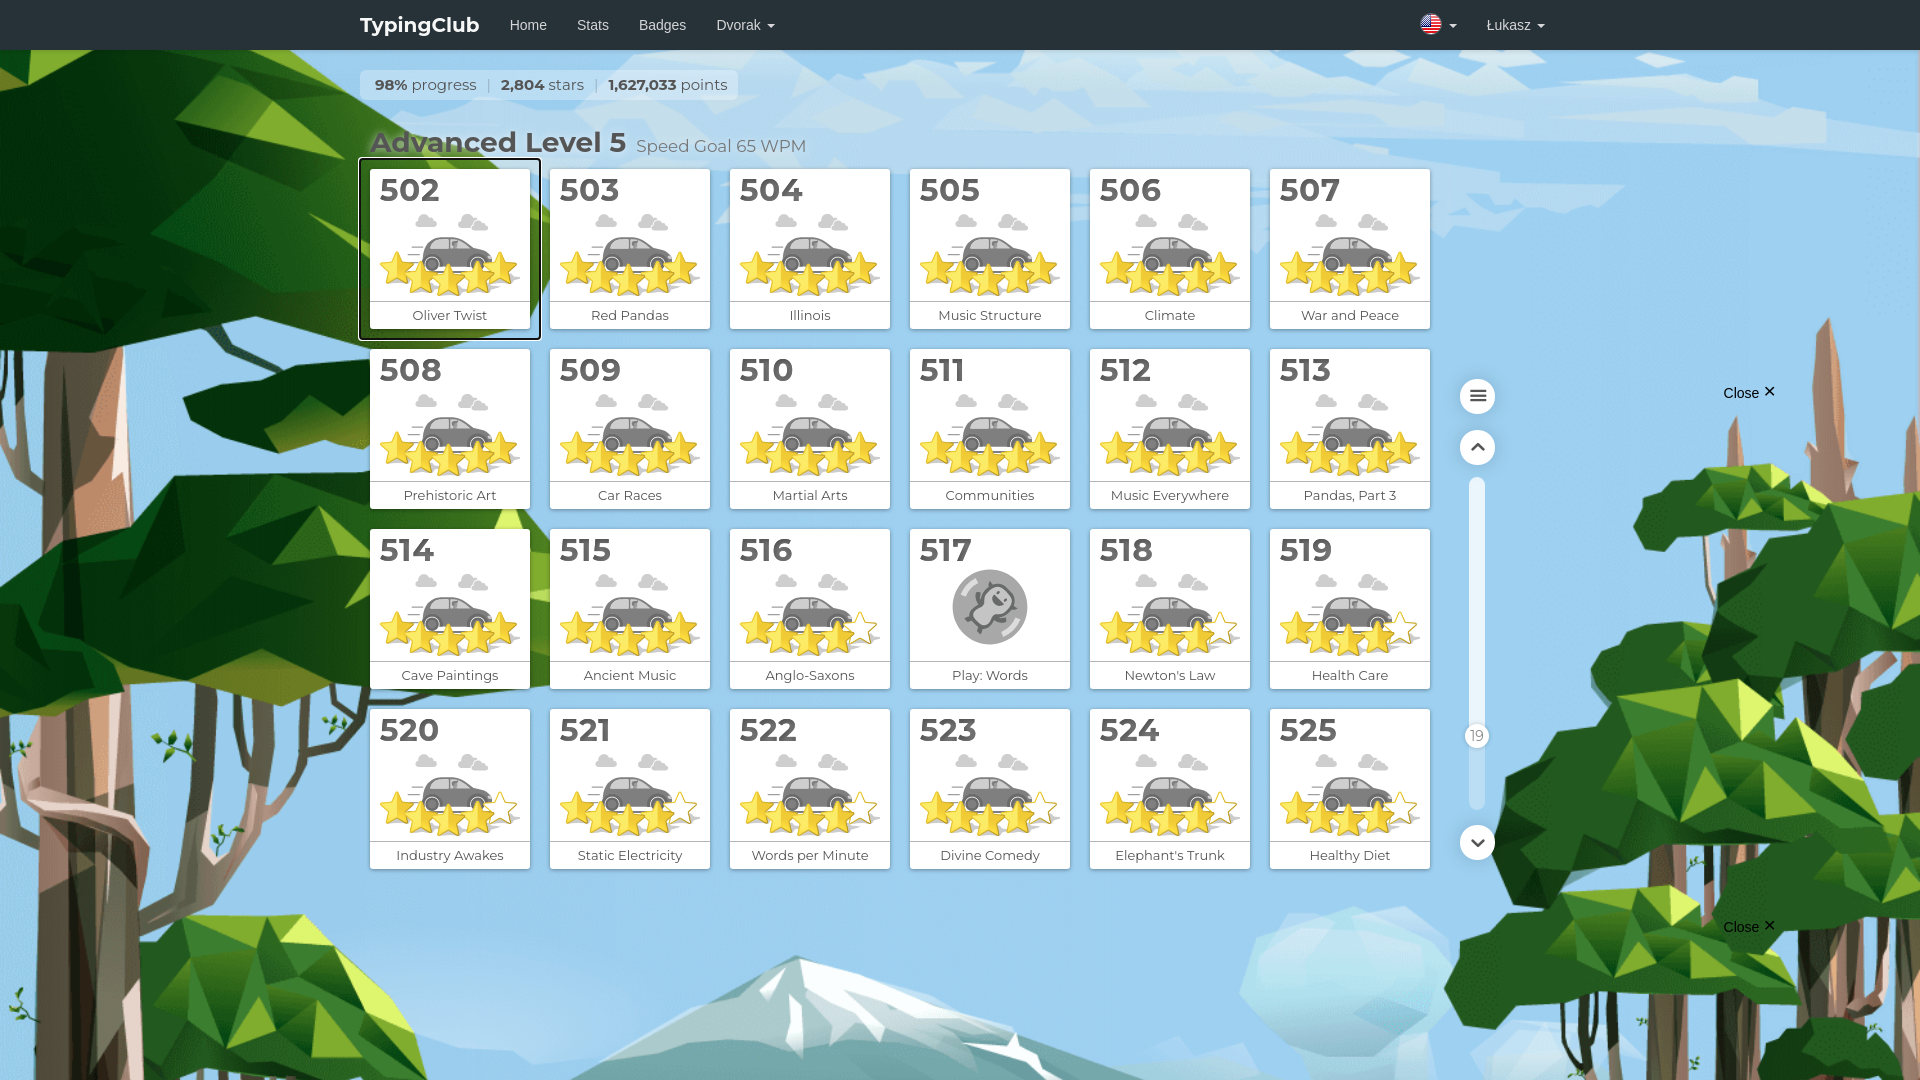 TypingClub Home Stats Badges Dvorak Łukasz
98% progress | 2,804 stars | 1,627,033 points
Advanced Level 5 Speed Goal 65 WPM
502 503 504 505 506 507
Oliver Twist Red Pandas Illinois Music Structure Climate War and Peace
508 509 510 511 512 513
Close ✕
Prehistoric Art Car Races Martial Arts Communities Music Everywhere Pandas, Part 3
514 515 516 517 518 519
Cave Paintings Ancient Music Anglo-Saxons Play: Words Newton's Law Health Care
520 521 522 523 524 525
19
Industry Awakes Static Electricity Words per Minute Divine Comedy Elephant's Trunk Healthy Diet
Close ✕